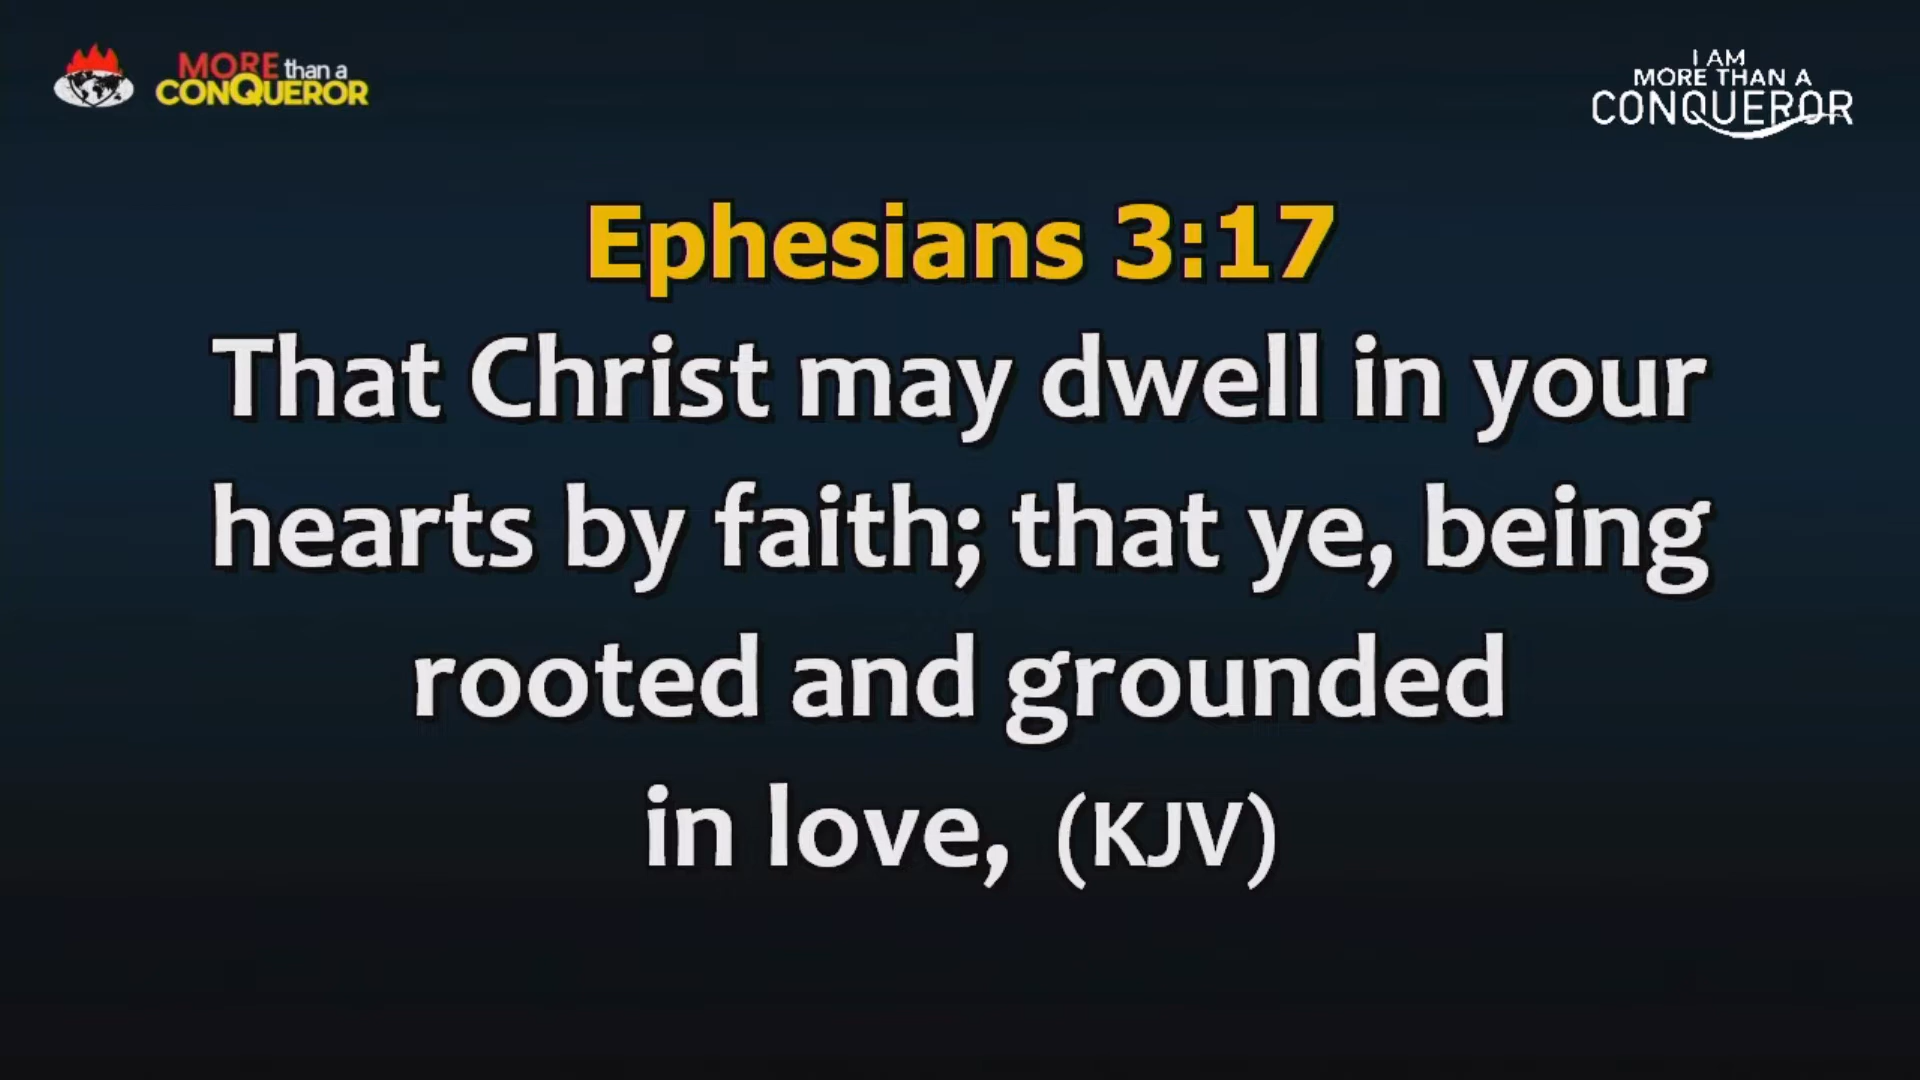 MORE than a
CONQUEROR
I AM
MORE THAN A
CONQUEROR
Ephesians 3:17
That Christ may dwell in your
hearts by faith; that ye, being
rooted and grounded
in love, (KJV)